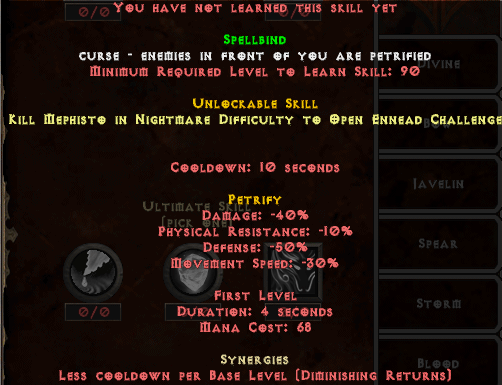 You have not learned this skill yet
0/0
0/0
Spellbind
curse - enemies in front of you are petrified
Minimum Required Level to Learn Skill: 90
Divine
Unlockable Skill
Kill Mephisto in Nightmare Difficulty to Open Ennead Challenge
Bow
Cooldown: 10 seconds
Javelin
Petrify
Ultimate Skill
(pick one)
Damage: -40%
Physical Resistance: -10%
Defense: -50%
Movement Speed: -30%
Spear
First Level
Duration: 4 seconds
Mana Cost: 68
0/0
0/0
Storm
Synergies
Less cooldown per Base Level (Diminishing Returns)
Blood